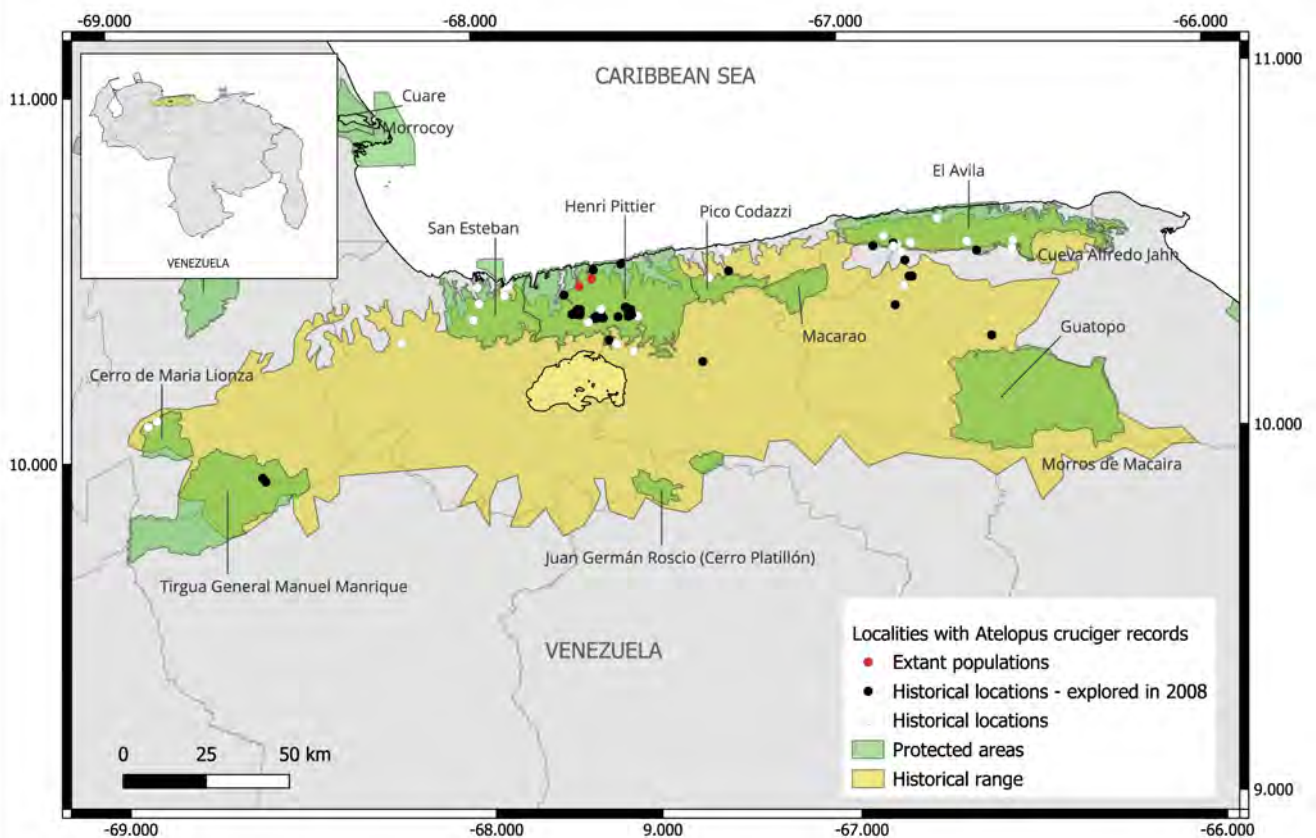 -69.000
-68.000
-67.000
-66.000
11.000
11.000
CARIBBEAN SEA
Cuare
Morrocoy
El Avila
Henri Pittier
Pico Codazzi
San Esteban
VENEZUELA
Cueva Alfredo Jahn
Macarao
Guatopo
Cerro de Maria Lionza
10.000
10.000
Morros de Macaira
Juan Germán Roscio (Cerro Platillón)
Tirgua General Manuel Manrique
VENEZUELA
Localities with Atelopus cruciger records
Extant populations
Historical locations - explored in 2008
Historical locations
Protected areas
Historical range
0 25 50 km
9.000
-69.000
-68.000
9.000
-67.000
-66.000